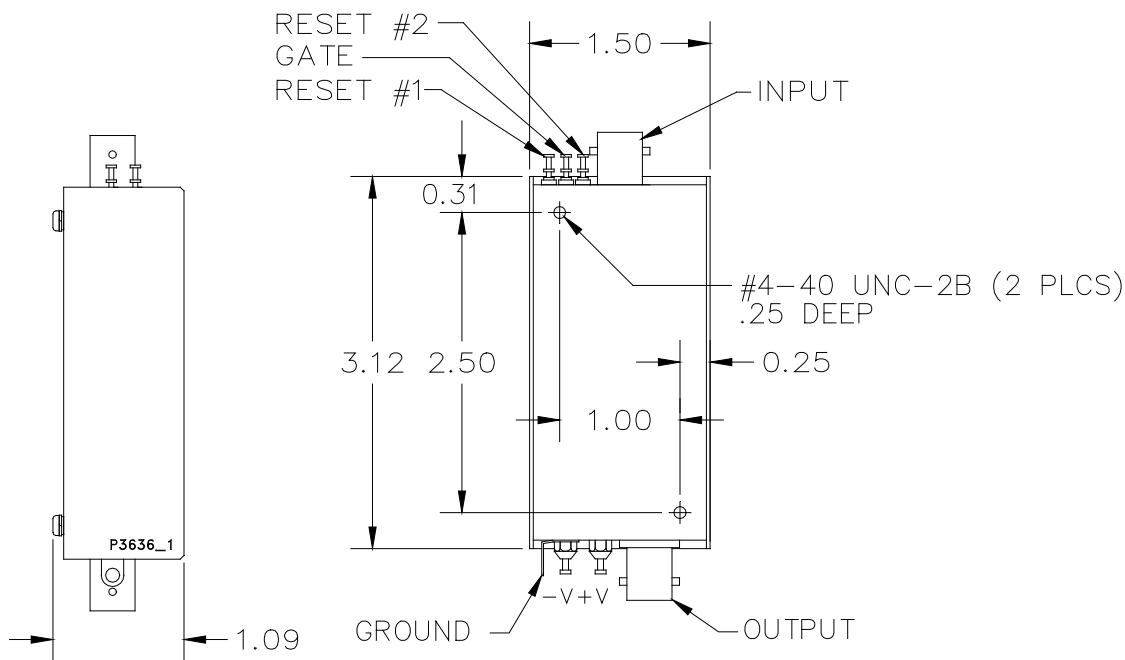 RESET #2
GATE
RESET #1
1.50
INPUT
0.31
#4-40 UNC-2B (2 PLCS)
.25 DEEP
3.12
2.50
0.25
1.00
P3636_1
-V+V
GROUND
OUTPUT
1.09